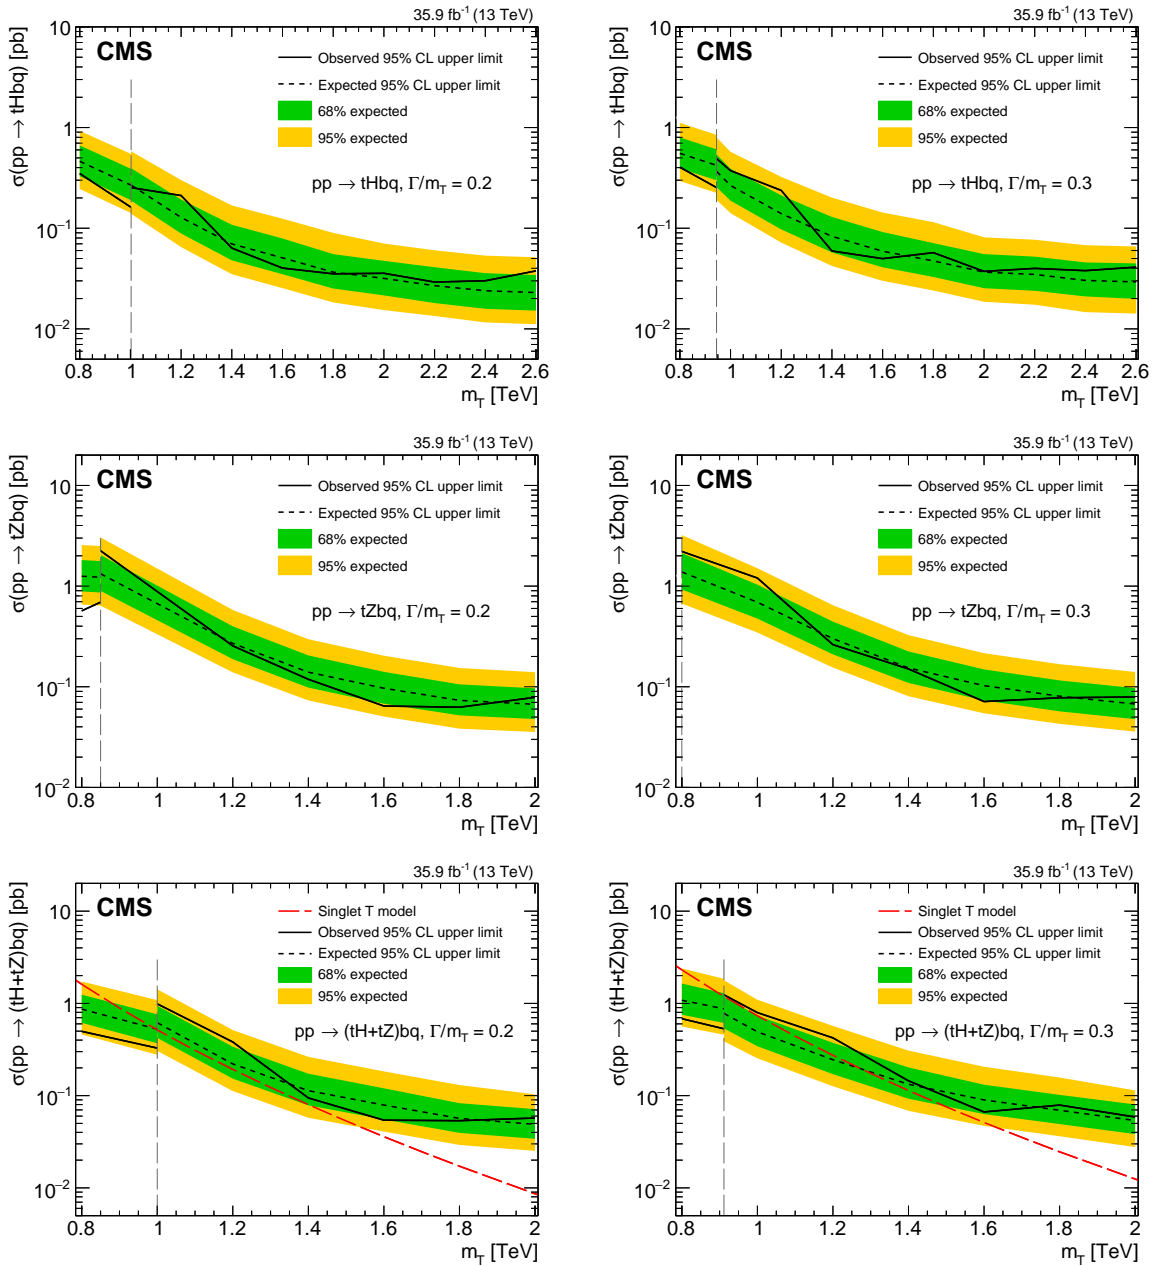 35.9 fb⁻¹ (13 TeV)
σ(pp → tHbq) [pb]
CMS
Observed 95% CL upper limit
Expected 95% CL upper limit
68% expected
95% expected
pp → tHbq, Γ/m_T = 0.2
10
1
10⁻¹
10⁻²
0.8 1 1.2 1.4 1.6 1.8 2 2.2 2.4 2.6
m_T [TeV]
35.9 fb⁻¹ (13 TeV)
σ(pp → tHbq) [pb]
CMS
Observed 95% CL upper limit
Expected 95% CL upper limit
68% expected
95% expected
pp → tHbq, Γ/m_T = 0.3
10
1
10⁻¹
10⁻²
0.8 1 1.2 1.4 1.6 1.8 2 2.2 2.4 2.6
m_T [TeV]
35.9 fb⁻¹ (13 TeV)
σ(pp → tZbq) [pb]
CMS
Observed 95% CL upper limit
Expected 95% CL upper limit
68% expected
95% expected
pp → tZbq, Γ/m_T = 0.2
10
1
10⁻¹
10⁻²
0.8 1 1.2 1.4 1.6 1.8 2
m_T [TeV]
35.9 fb⁻¹ (13 TeV)
σ(pp → tZbq) [pb]
CMS
Observed 95% CL upper limit
Expected 95% CL upper limit
68% expected
95% expected
pp → tZbq, Γ/m_T = 0.3
10
1
10⁻¹
10⁻²
0.8 1 1.2 1.4 1.6 1.8 2
m_T [TeV]
35.9 fb⁻¹ (13 TeV)
σ(pp → (tH+tZ)bq) [pb]
CMS
Singlet T model
Observed 95% CL upper limit
Expected 95% CL upper limit
68% expected
95% expected
pp → (tH+tZ)bq, Γ/m_T = 0.2
10
1
10⁻¹
10⁻²
0.8 1 1.2 1.4 1.6 1.8 2
m_T [TeV]
35.9 fb⁻¹ (13 TeV)
σ(pp → (tH+tZ)bq) [pb]
CMS
Singlet T model
Observed 95% CL upper limit
Expected 95% CL upper limit
68% expected
95% expected
pp → (tH+tZ)bq, Γ/m_T = 0.3
10
1
10⁻¹
10⁻²
0.8 1 1.2 1.4 1.6 1.8 2
m_T [TeV]